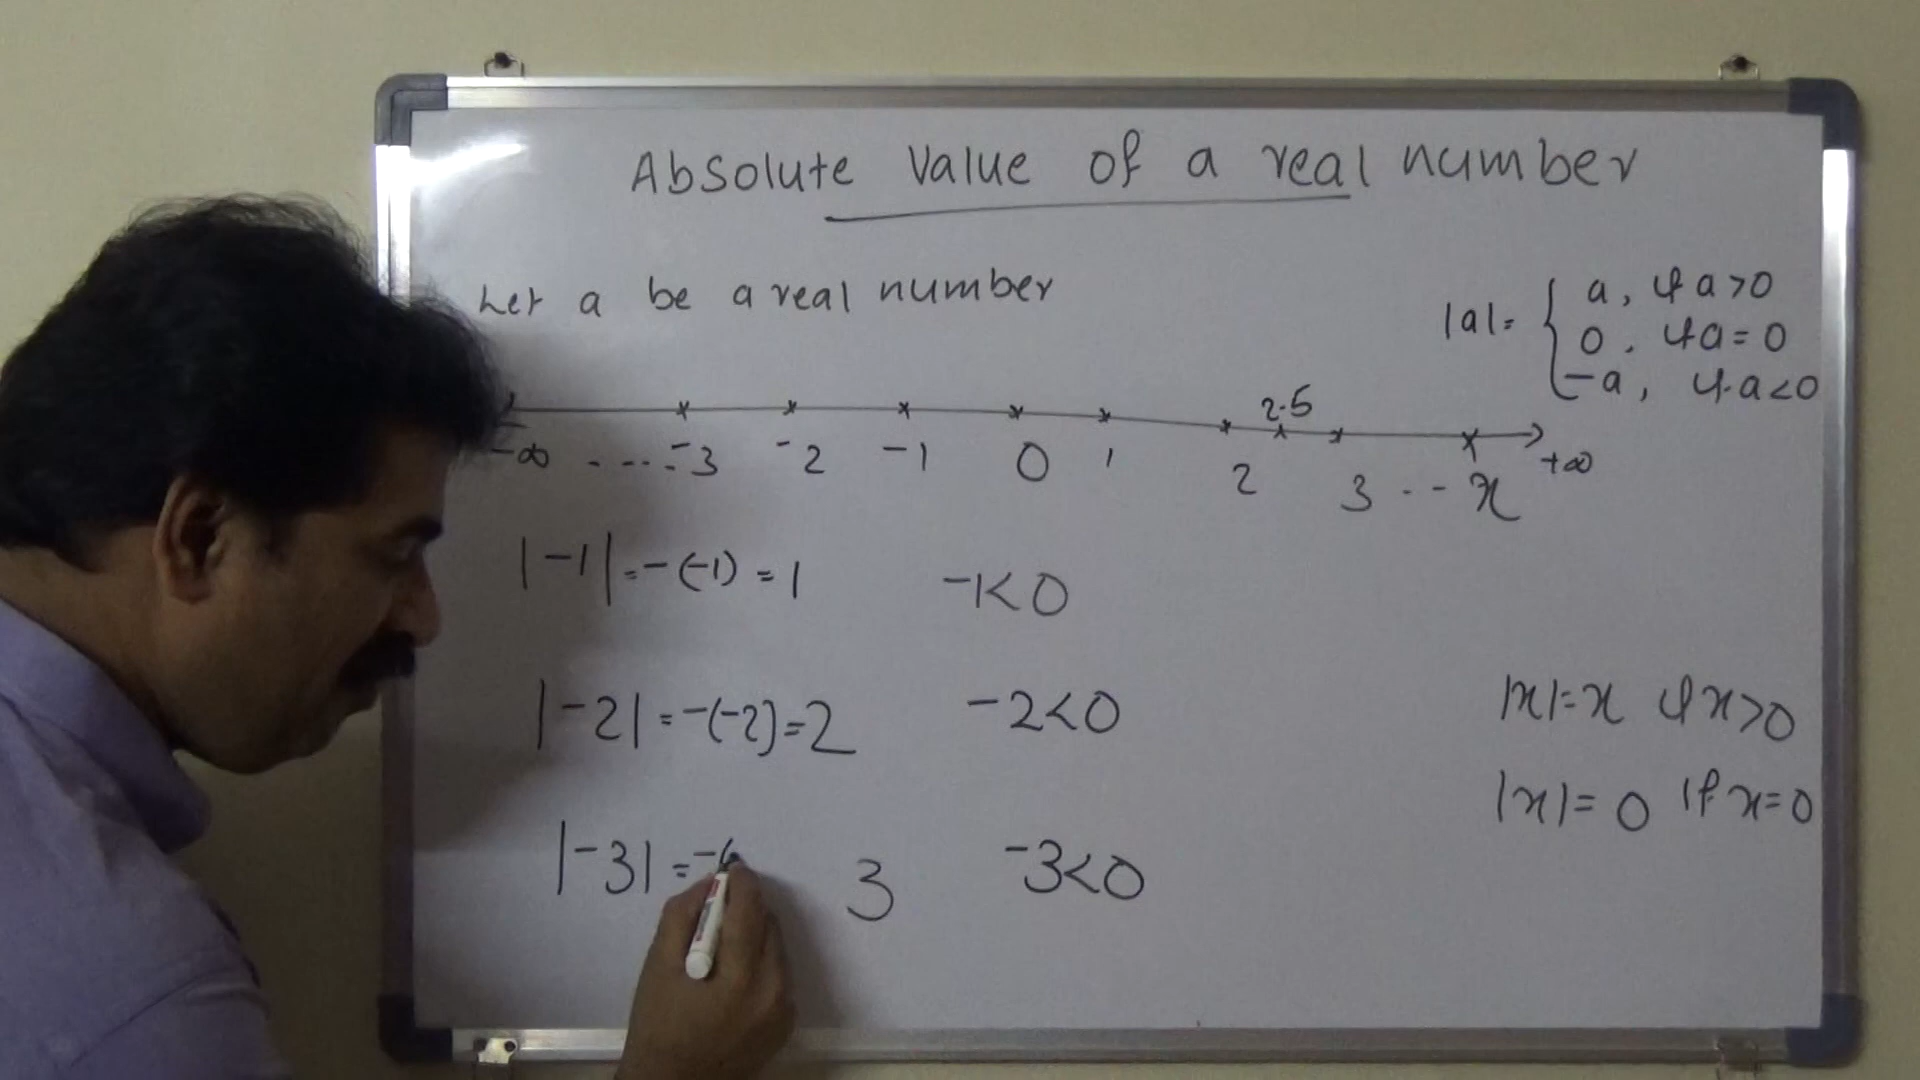 Absolute Value of a real number
Let a be a real number
|a| = { a, if a>0
0, if a=0
-a, if a<0
2.5
-∞ ....-3 -2 -1 0 1 2 3 .-- x +∞
|-1| = -(-1) = 1 -1<0
|-2| = -(-2) = 2 -2<0
|x|=x if x>0
|x|=0 if x=0
|-3| = -( 3 -3<0